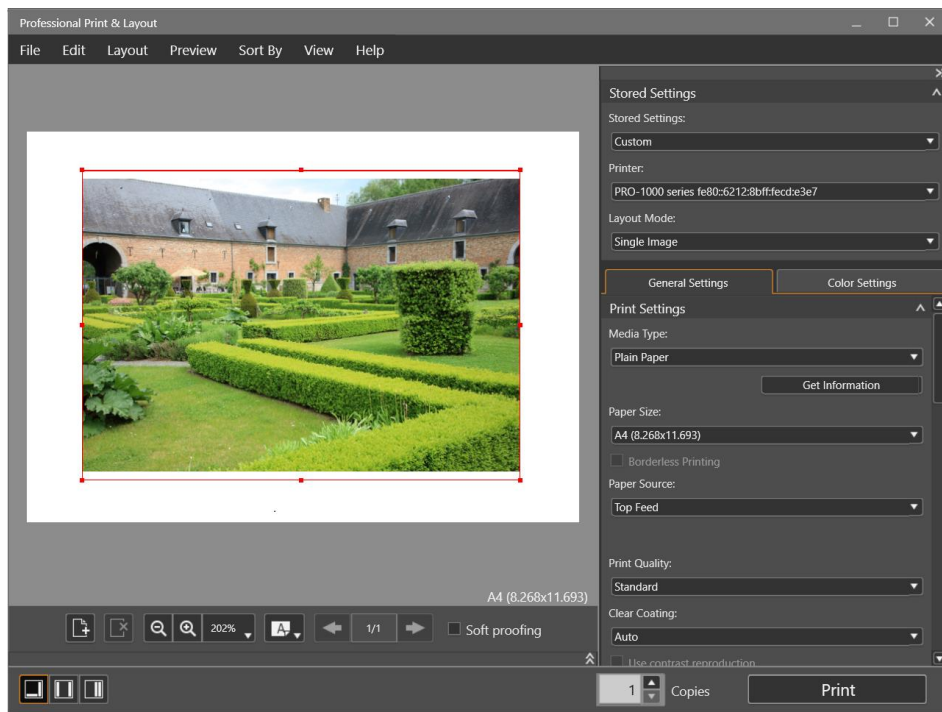 Professional Print & Layout
File Edit Layout Preview Sort By View Help
Stored Settings
Stored Settings:
Custom
Printer:
PRO-1000 series fe80::6212:8bff:fecd:e3e7
Layout Mode:
Single Image
General Settings Color Settings
Print Settings
Media Type:
Plain Paper
Get Information
Paper Size:
A4 (8.268x11.693)
Borderless Printing
Paper Source:
Top Feed
Print Quality:
Standard
Clear Coating:
Auto
Use contrast reproduction
A4 (8.268x11.693)
202% A 1/1 Soft proofing
1 Copies Print